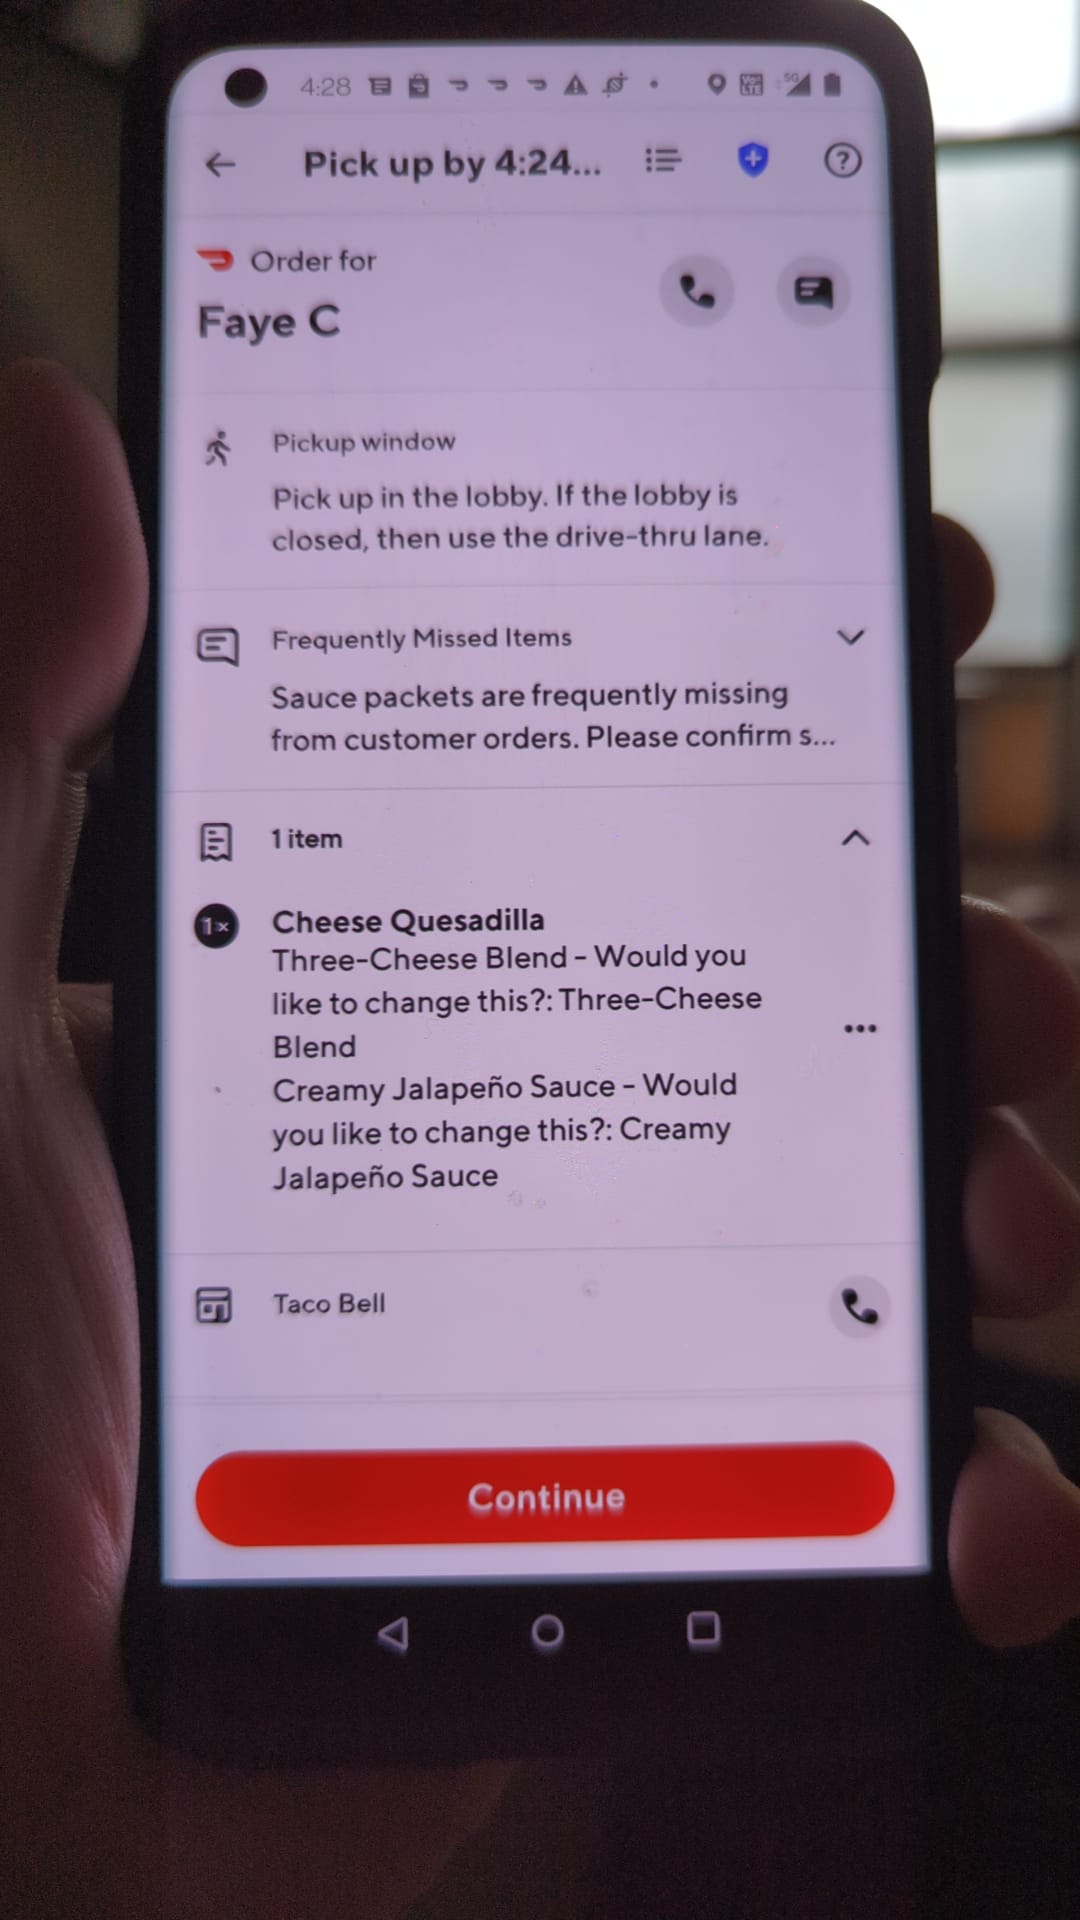 4:28
Vo LTE
5G
Pick up by 4:24...
Order for
Faye C
Pickup window
Pick up in the lobby. If the lobby is
closed, then use the drive-thru lane.
Frequently Missed Items
Sauce packets are frequently missing
from customer orders. Please confirm s...
1 item
1×
Cheese Quesadilla
Three-Cheese Blend - Would you
like to change this?: Three-Cheese
Blend
Creamy Jalapeño Sauce - Would
you like to change this?: Creamy
Jalapeño Sauce
Taco Bell
Continue